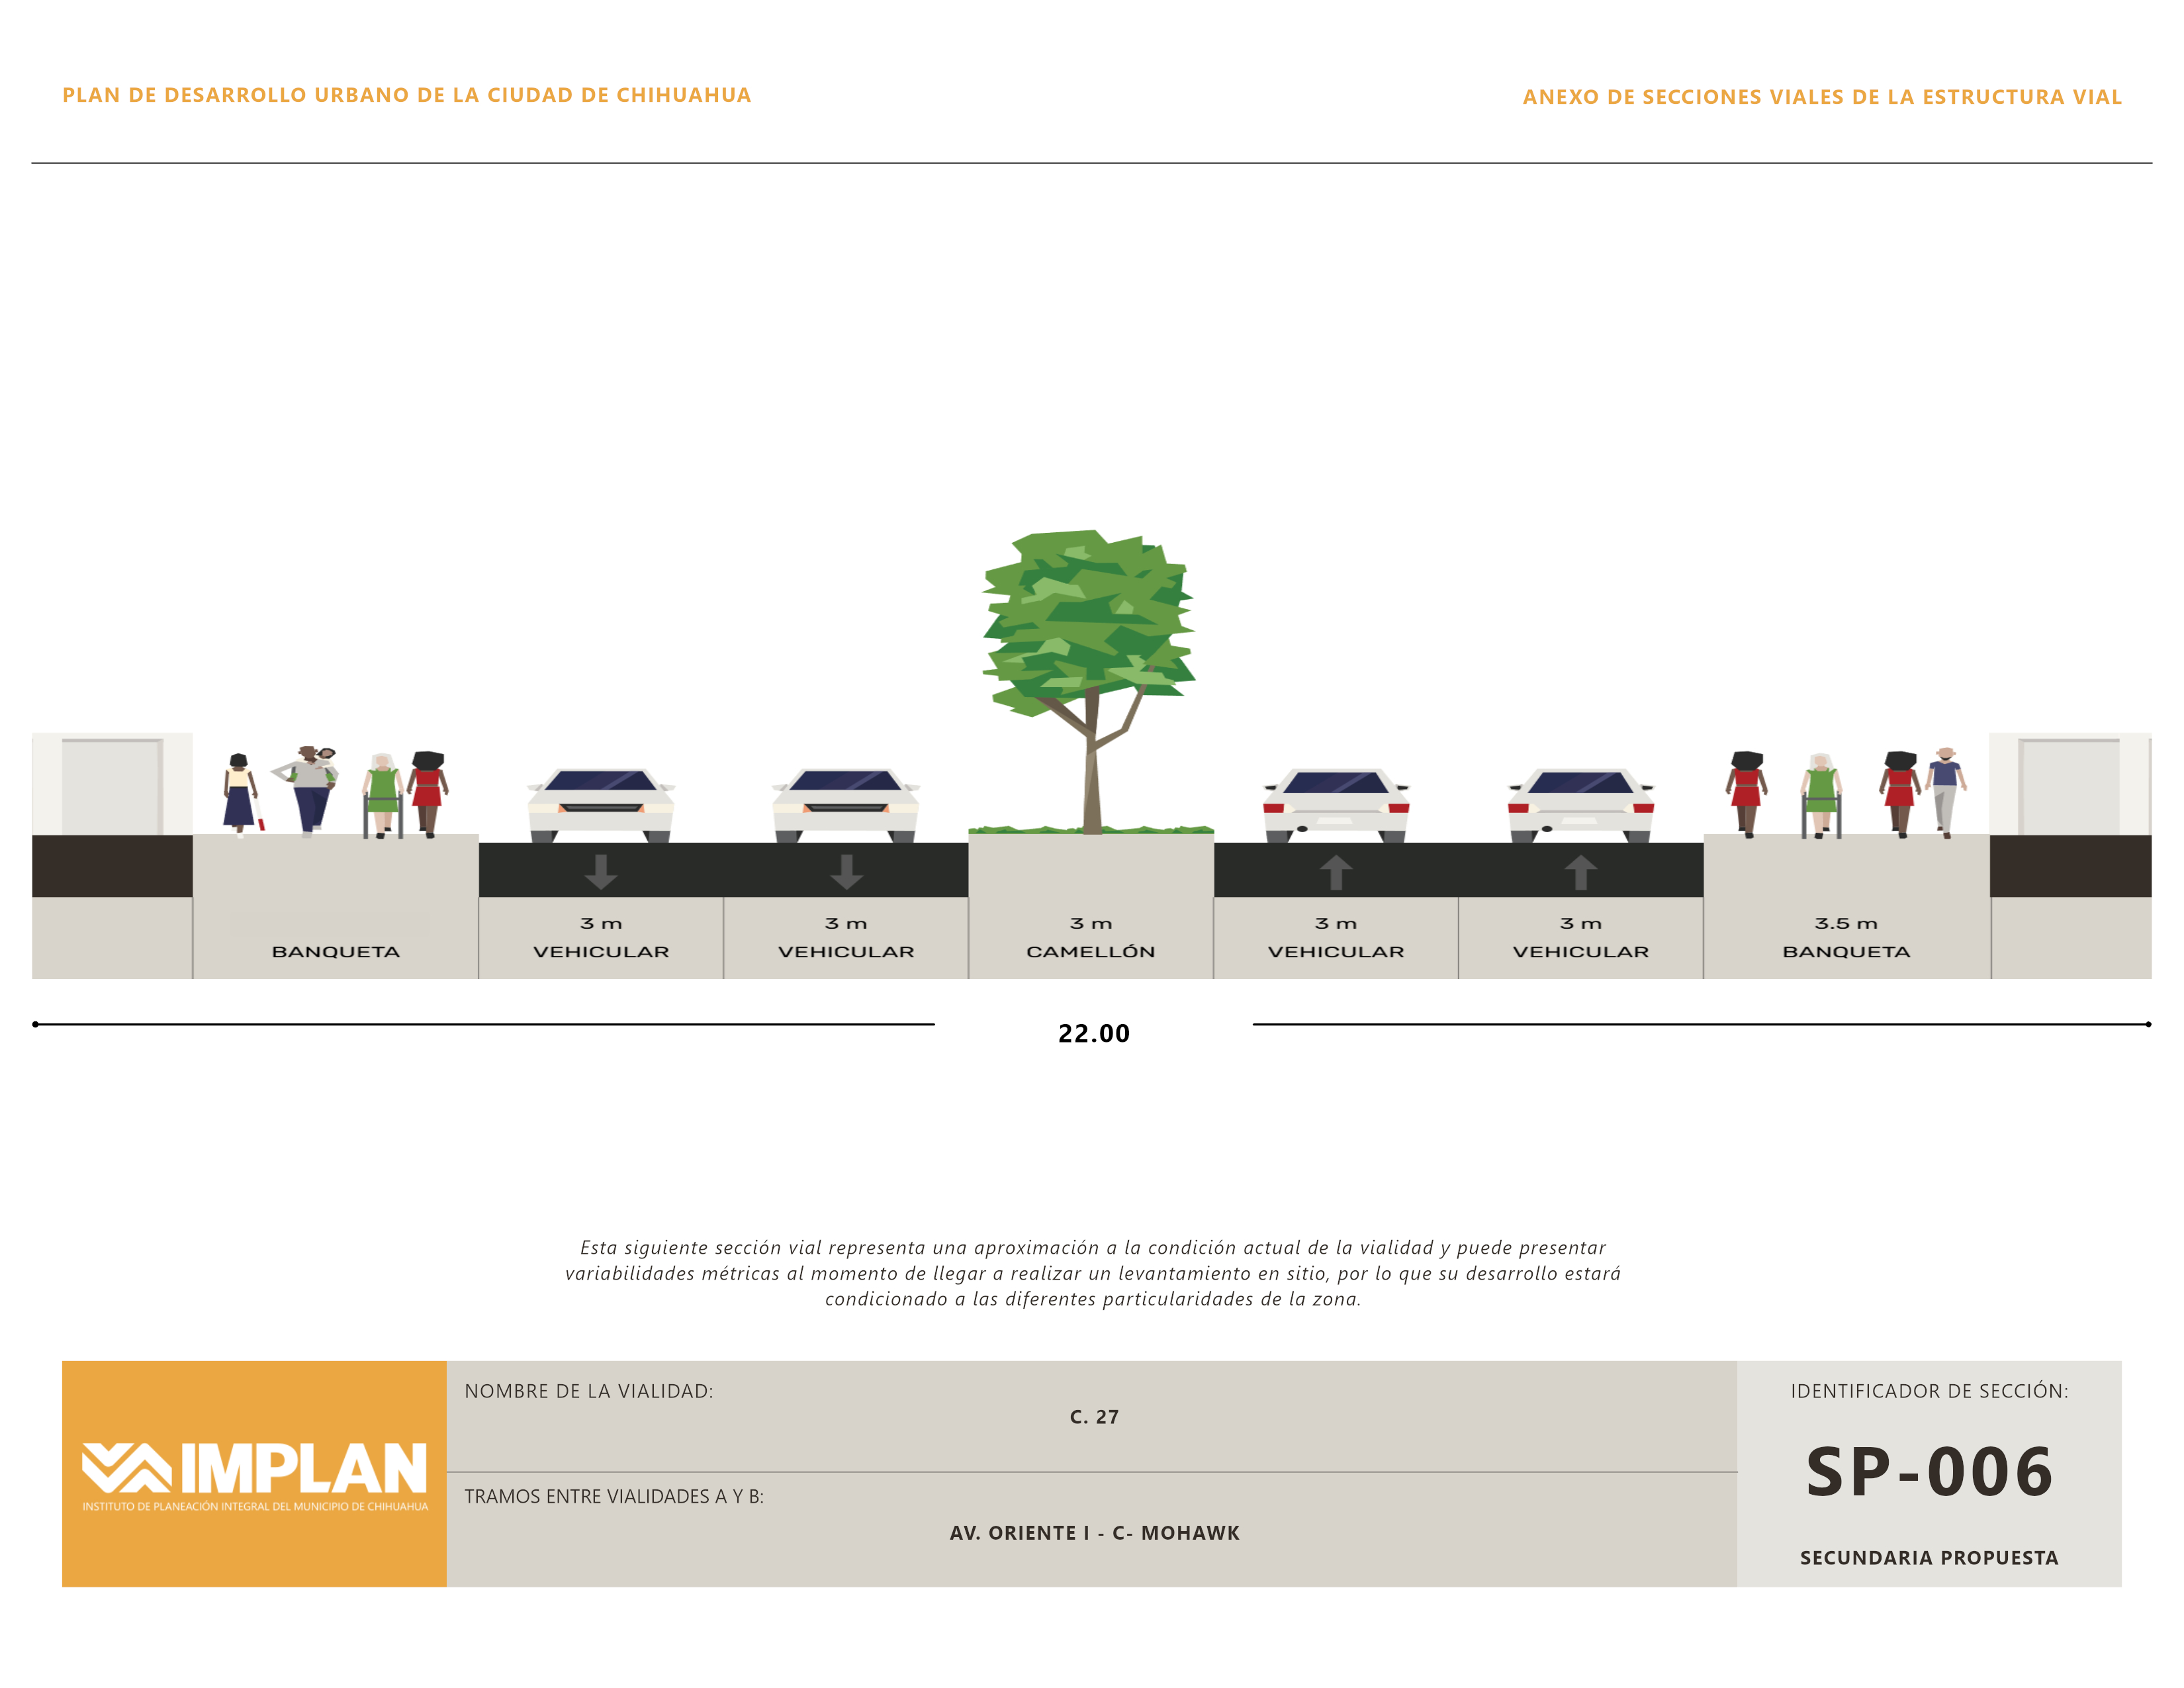 PLAN DE DESARROLLO URBANO DE LA CIUDAD DE CHIHUAHUA
ANEXO DE SECCIONES VIALES DE LA ESTRUCTURA VIAL
BANQUETA
3 m
VEHICULAR
3 m
VEHICULAR
3 m
CAMELLÓN
3 m
VEHICULAR
3 m
VEHICULAR
3.5 m
BANQUETA
22.00
Esta siguiente sección vial representa una aproximación a la condición actual de la vialidad y puede presentar
variabilidades métricas al momento de llegar a realizar un levantamiento en sitio, por lo que su desarrollo estará
condicionado a las diferentes particularidades de la zona.
IMPLAN
INSTITUTO DE PLANEACIÓN INTEGRAL DEL MUNICIPIO DE CHIHUAHUA
NOMBRE DE LA VIALIDAD:
C. 27
TRAMOS ENTRE VIALIDADES A Y B:
AV. ORIENTE I - C- MOHAWK
IDENTIFICADOR DE SECCIÓN:
SP-006
SECUNDARIA PROPUESTA